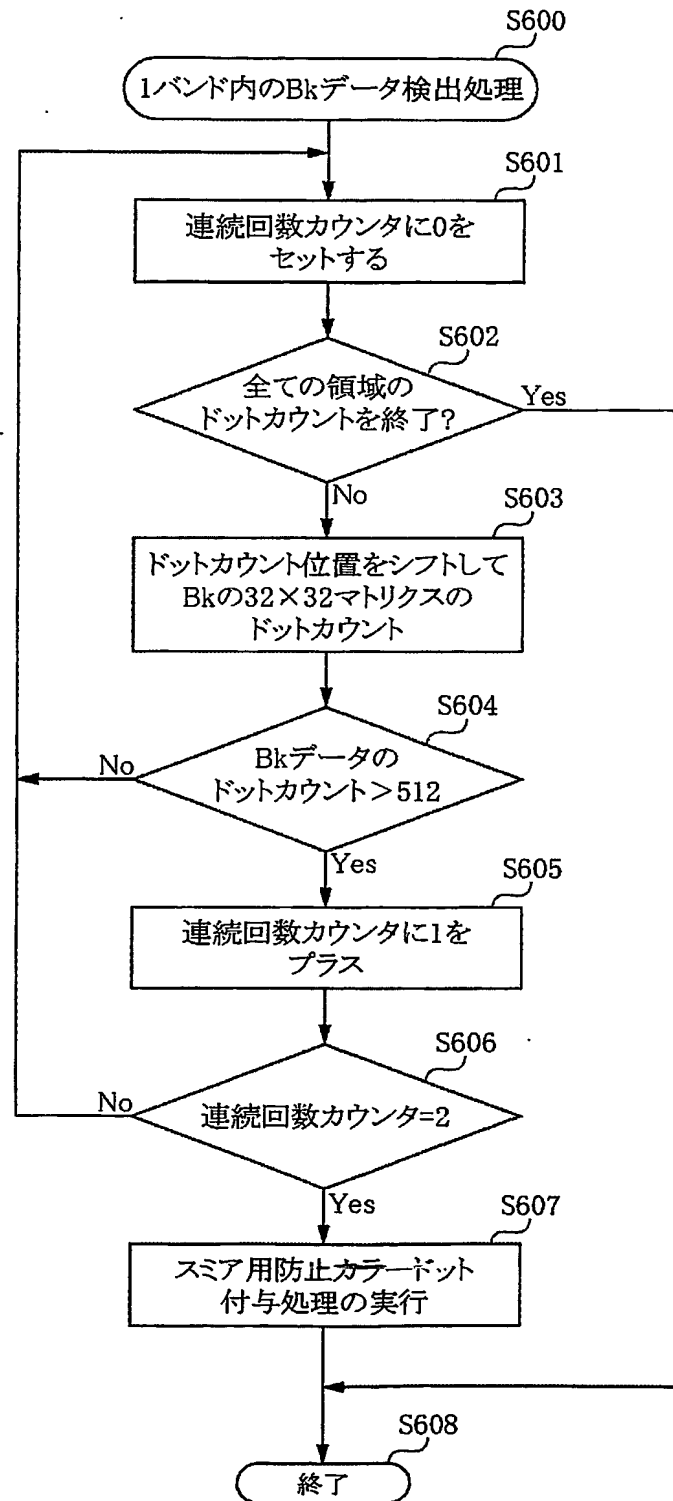 S600
1バンド内のBkデータ検出処理
S601
連続回数カウンタに0を
セットする
S602
全ての領域の
ドットカウントを終了?
Yes
No
S603
ドットカウント位置をシフトして
Bkの32×32マトリクスの
ドットカウント
S604
Bkデータの
ドットカウント>512
No
Yes
S605
連続回数カウンタに1を
プラス
S606
連続回数カウンタ=2
No
Yes
S607
スミア用防止カラードット
付与処理の実行
S608
終了